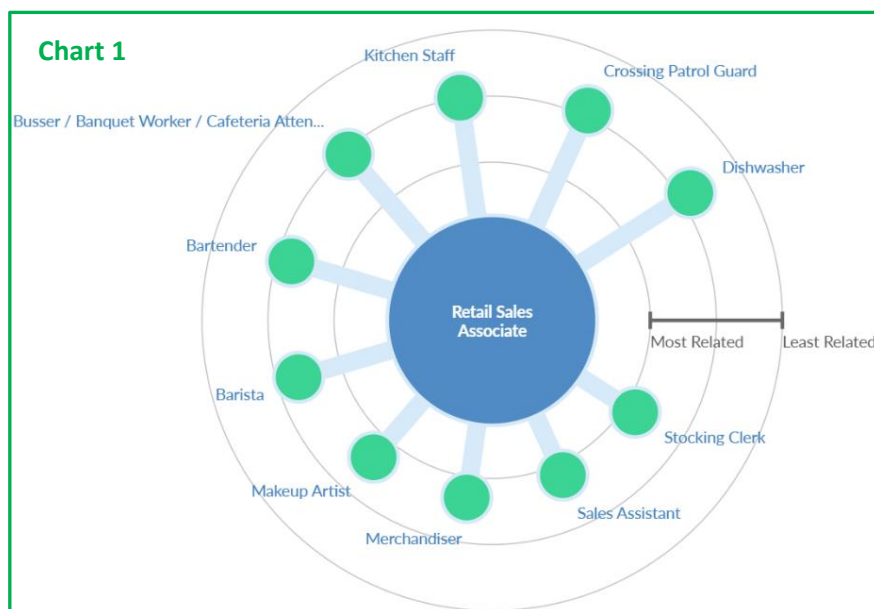 Chart 1
Kitchen Staff
Crossing Patrol Guard
Busser / Banquet Worker / Cafeteria Atten...
Dishwasher
Bartender
Retail Sales
Associate
Most Related
Least Related
Barista
Stocking Clerk
Makeup Artist
Sales Assistant
Merchandiser